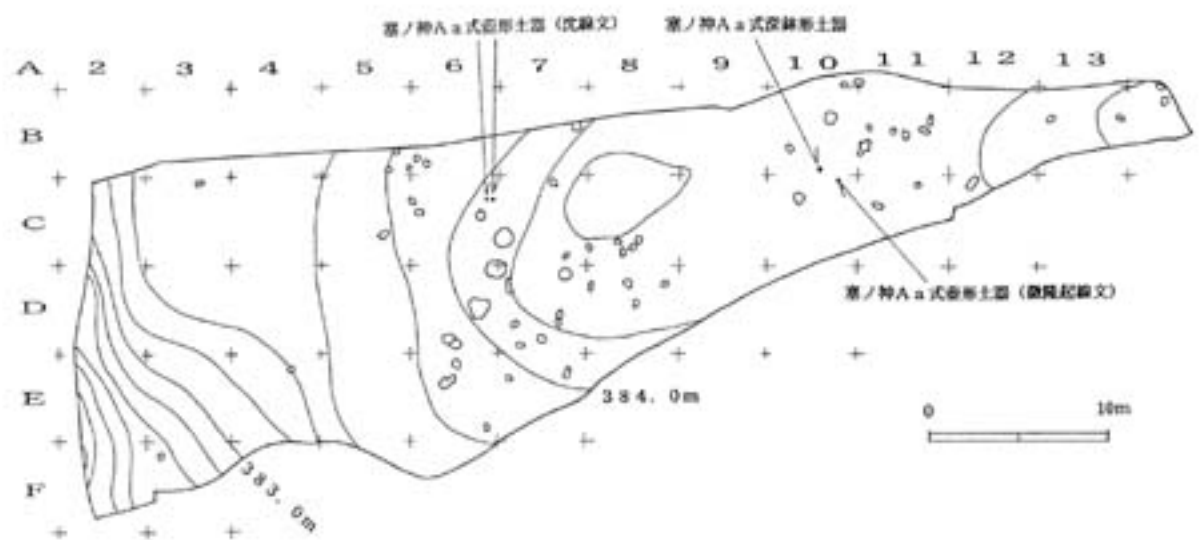 塞ノ神Aa式壺形土器(沈線文)
塞ノ神Aa式深鉢形土器
A 2 3 4 5 6 7 8 9 10 11 12 13
B
C
D
塞ノ神Aa式壺形土器(微隆起線文)
E
384.0m
0 10m
F
383.0m